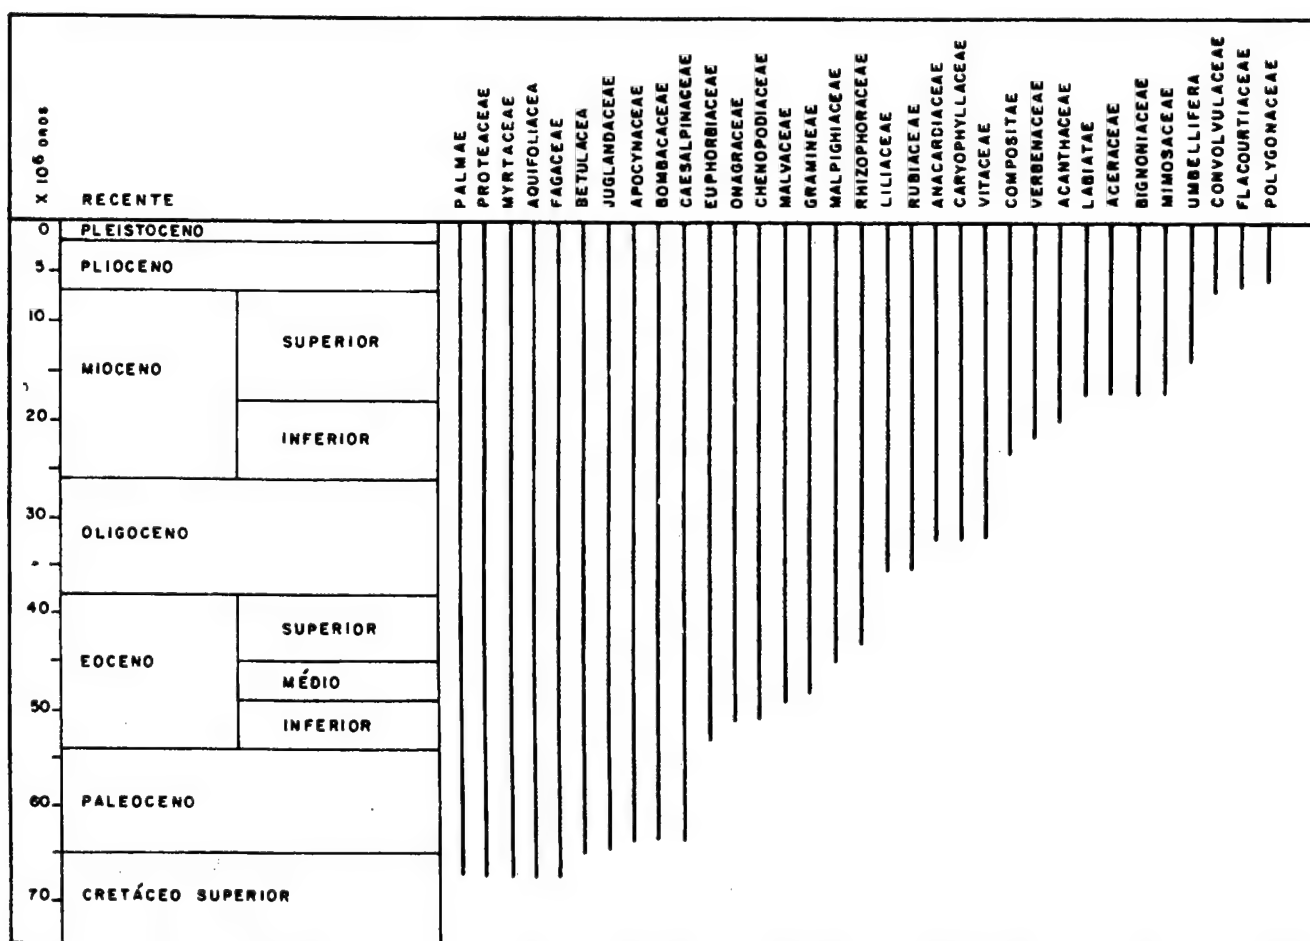 X 10⁶ anos
RECENTE
PALMAE
PROTEACEAE
MYRTACEAE
AQUIFOLIACEA
FAGACEAE
BETULACEA
JUGLANDACEAE
APOCYNACEAE
BOMBACACEAE
CAESALPINACEAE
EUPHORBIACEAE
ONAGRACEAE
CHENOPODIACEAE
MALVACEAE
GRAMINEAE
MALPIGHIACEAE
RHIZOPHORACEAE
LILIACEAE
RUBIACEAE
ANACARDIACEAE
CARYOPHYLLACEAE
VITACEAE
COMPOSITAE
VERBENACEAE
ACANTHACEAE
LABIATAE
ACERACEAE
BIGNONIACEAE
MIMOSACEAE
UMBELLIFERA
CONVOLVULACEAE
FLACOURTIACEAE
POLYGONACEAE
0
PLEISTOCENO
5
PLIOCENO
10
SUPERIOR
MIOCENO
20
INFERIOR
30
OLIGOCENO
40
SUPERIOR
EOCENO
MÉDIO
50
INFERIOR
60
PALEOCENO
70
CRETÁCEO SUPERIOR